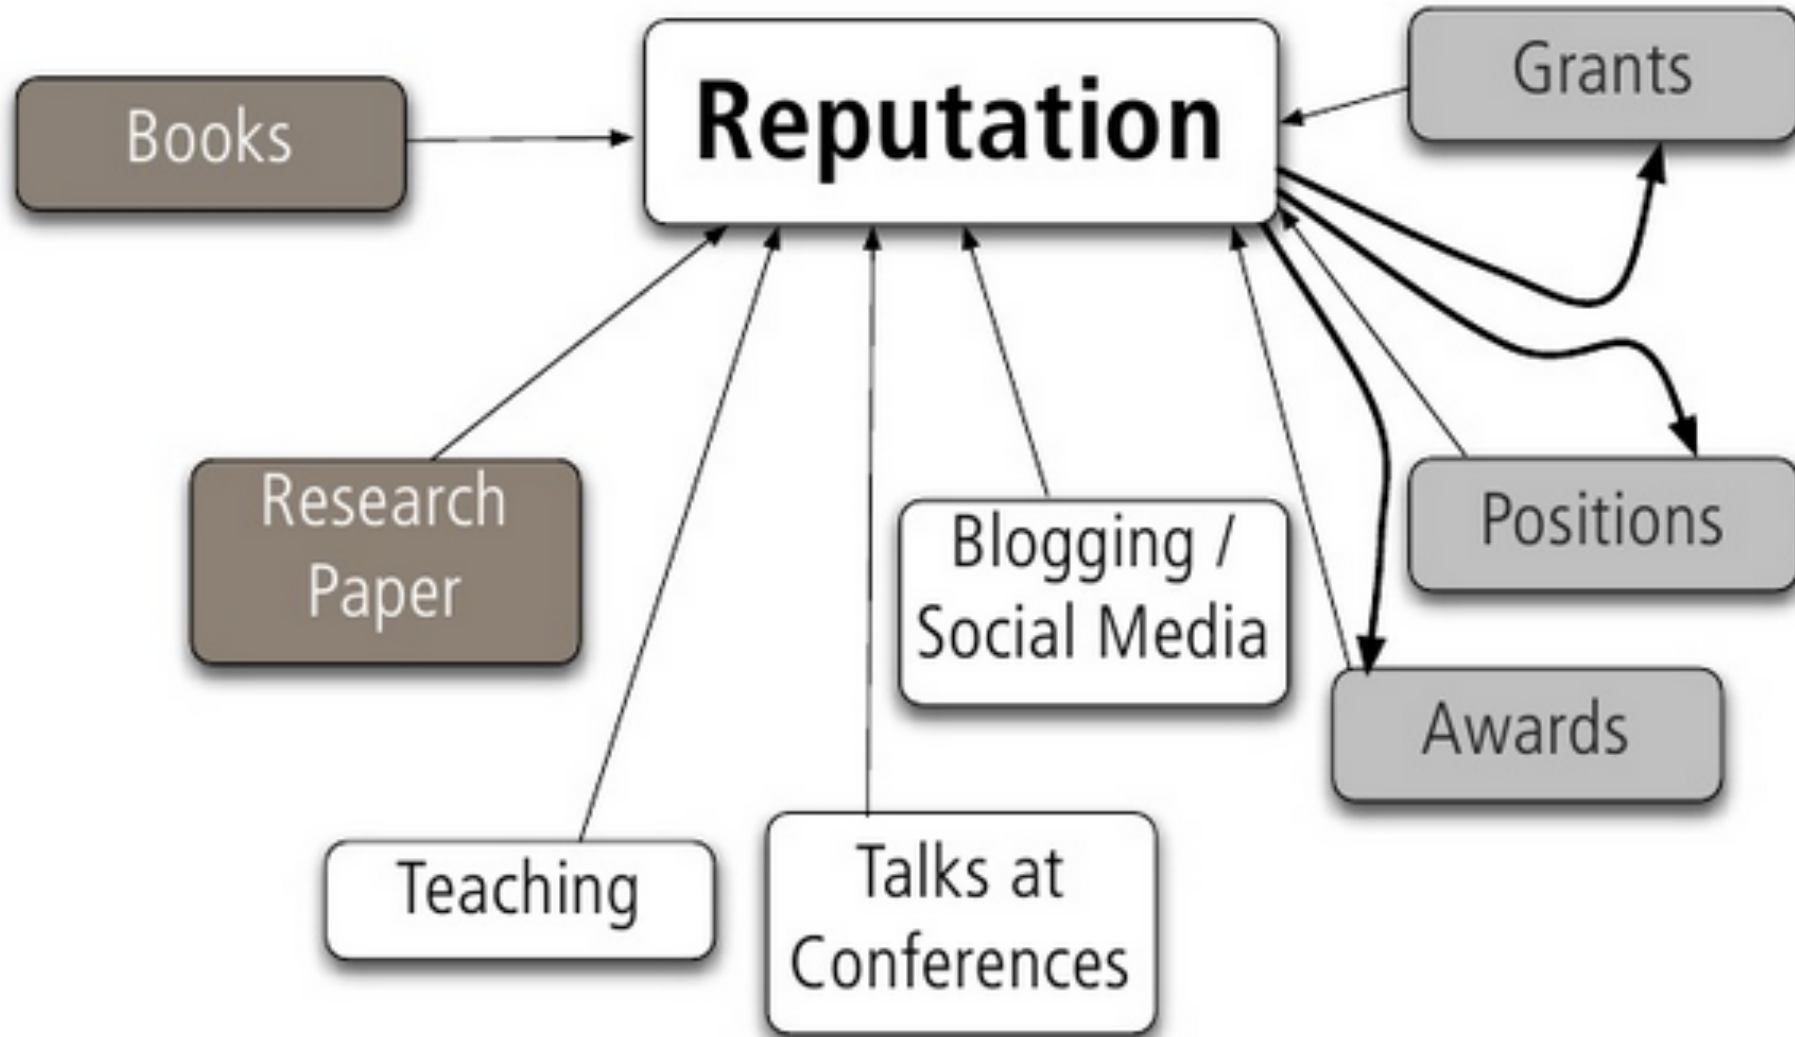 Reputation
Grants
Books
Research
Paper
Blogging /
Social Media
Positions
Awards
Teaching
Talks at
Conferences